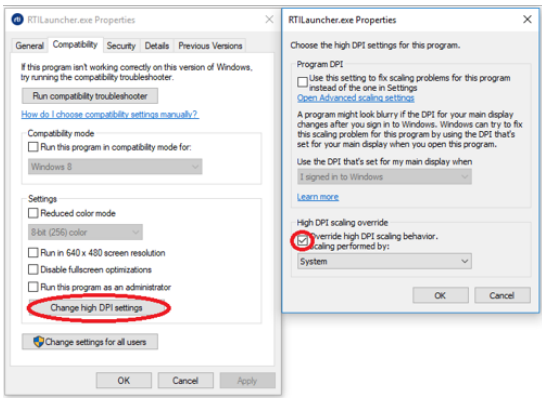 rti RTILauncher.exe Properties
General Compatibility Security Details Previous Versions
If this program isn't working correctly on this version of Windows,
try running the compatibility troubleshooter.
Run compatibility troubleshooter
How do I choose compatibility settings manually?
Compatibility mode
Run this program in compatibility mode for:
Windows 8
Settings
Reduced color mode
8-bit (256) color
Run in 640 x 480 screen resolution
Disable fullscreen optimizations
Run this program as an administrator
Change high DPI settings
Change settings for all users
OK Cancel Apply
RTILauncher.exe Properties
Choose the high DPI settings for this program.
Program DPI
Use this setting to fix scaling problems for this program
instead of the one in Settings
Open Advanced scaling settings
A program might look blurry if the DPI for your main display
changes after you sign in to Windows. Windows can try to fix
this scaling problem for this program by using the DPI that's
set for your main display when you open this program.
Use the DPI that's set for my main display when
I signed in to Windows
Learn more
High DPI scaling override
Override high DPI scaling behavior.
Scaling performed by:
System
OK Cancel